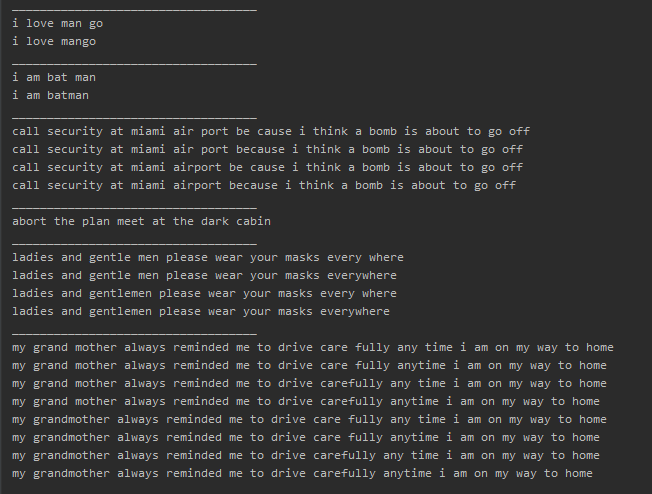 ___________________________________
i love man go
i love mango
___________________________________
i am bat man
i am batman
___________________________________
call security at miami air port be cause i think a bomb is about to go off
call security at miami air port because i think a bomb is about to go off
call security at miami airport be cause i think a bomb is about to go off
call security at miami airport because i think a bomb is about to go off
___________________________________
abort the plan meet at the dark cabin
___________________________________
ladies and gentle men please wear your masks every where
ladies and gentle men please wear your masks everywhere
ladies and gentlemen please wear your masks every where
ladies and gentlemen please wear your masks everywhere
___________________________________
my grand mother always reminded me to drive care fully any time i am on my way to home
my grand mother always reminded me to drive care fully anytime i am on my way to home
my grand mother always reminded me to drive carefully any time i am on my way to home
my grand mother always reminded me to drive carefully anytime i am on my way to home
my grandmother always reminded me to drive care fully any time i am on my way to home
my grandmother always reminded me to drive care fully anytime i am on my way to home
my grandmother always reminded me to drive carefully any time i am on my way to home
my grandmother always reminded me to drive carefully anytime i am on my way to home